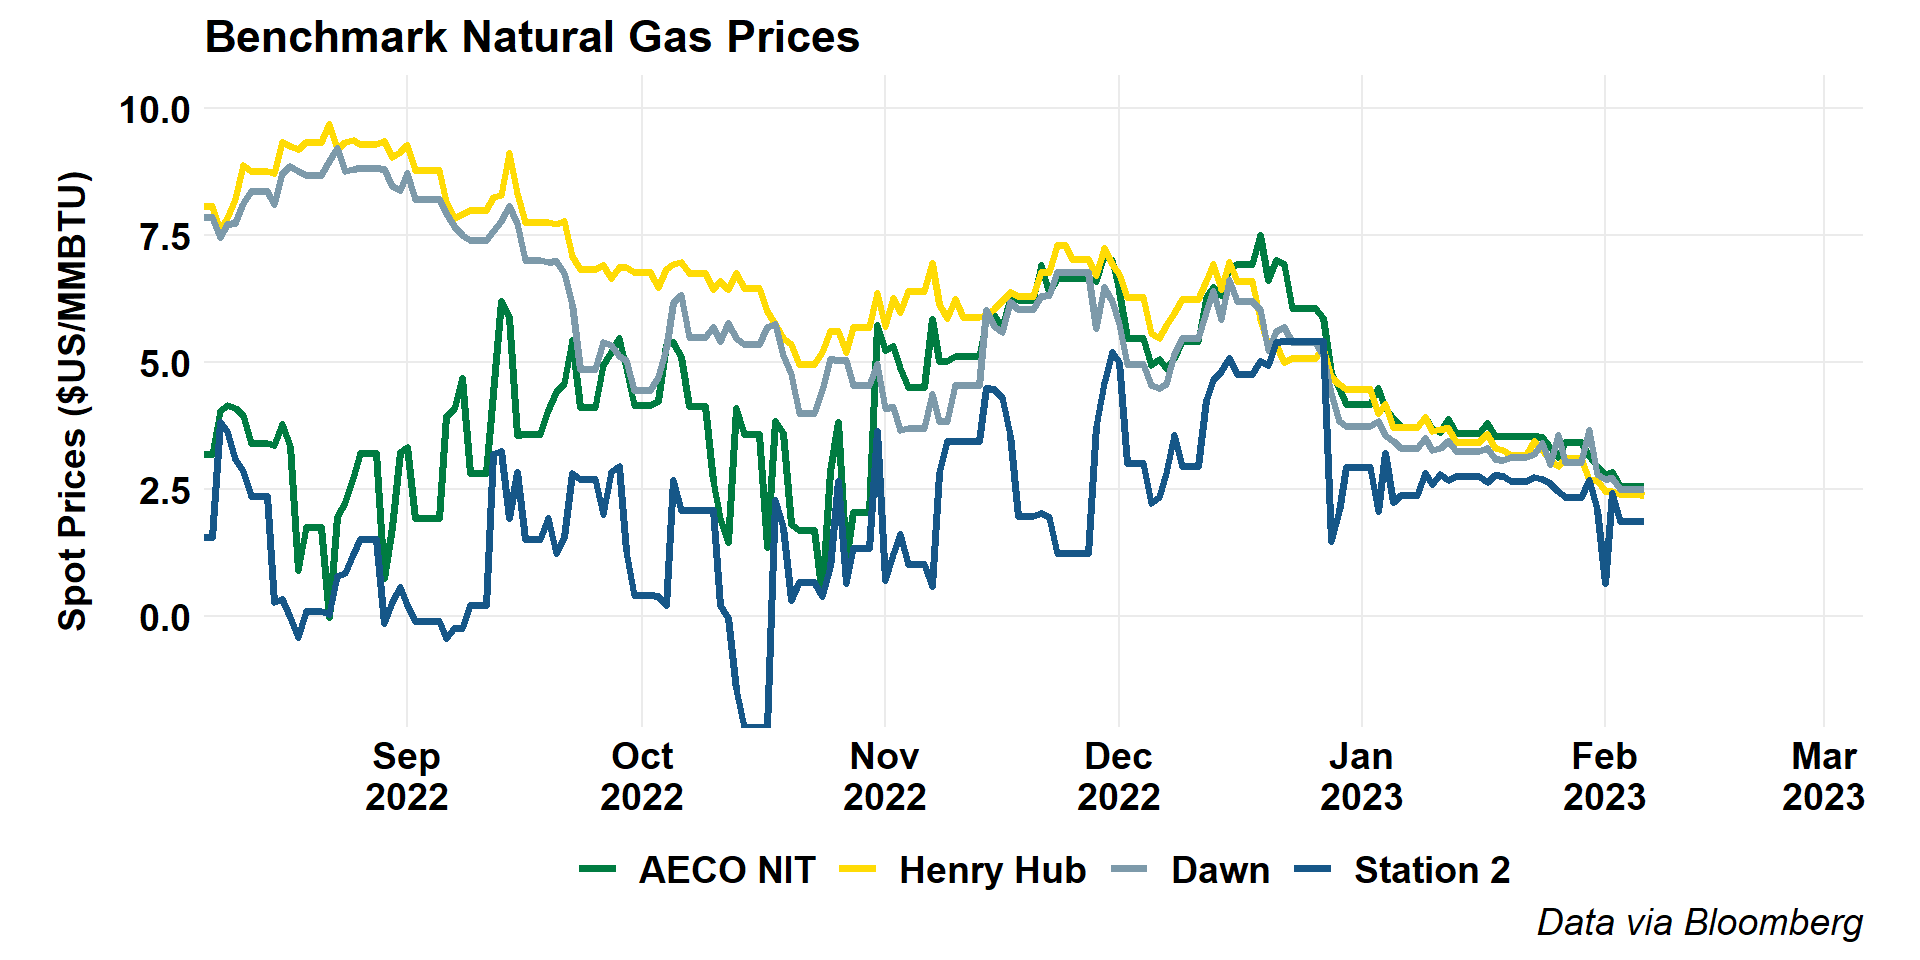 Benchmark Natural Gas Prices
Spot Prices ($US/MMBTU)
10.0
7.5
5.0
2.5
0.0
Sep Oct Nov Dec Jan Feb Mar
2022 2022 2022 2022 2023 2023 2023
AECO NIT Henry Hub Dawn Station 2
Data via Bloomberg